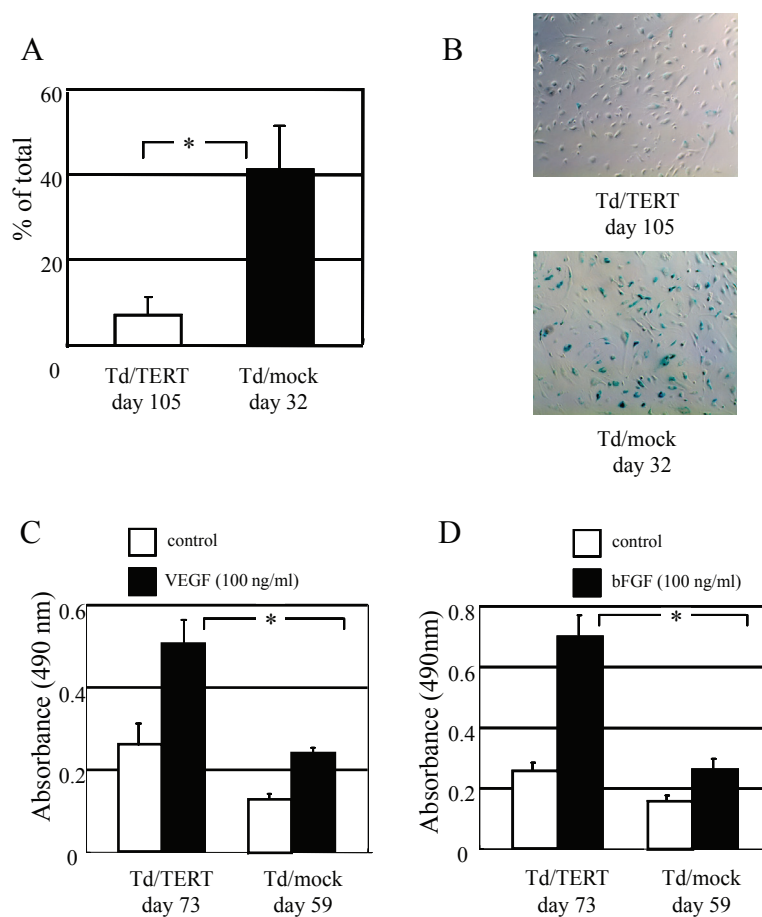 A
60
40
20
0
% of total
*
Td/TERT
day 105
Td/mock
day 32
B
Td/TERT
day 105
Td/mock
day 32
C
control
VEGF (100 ng/ml)
0.6
0.4
0.2
0
Absorbance (490 nm)
*
Td/TERT
day 73
Td/mock
day 59
D
control
bFGF (100 ng/ml)
0.8
0.6
0.4
0.2
0
Absorbance (490nm)
*
Td/TERT
day 73
Td/mock
day 59